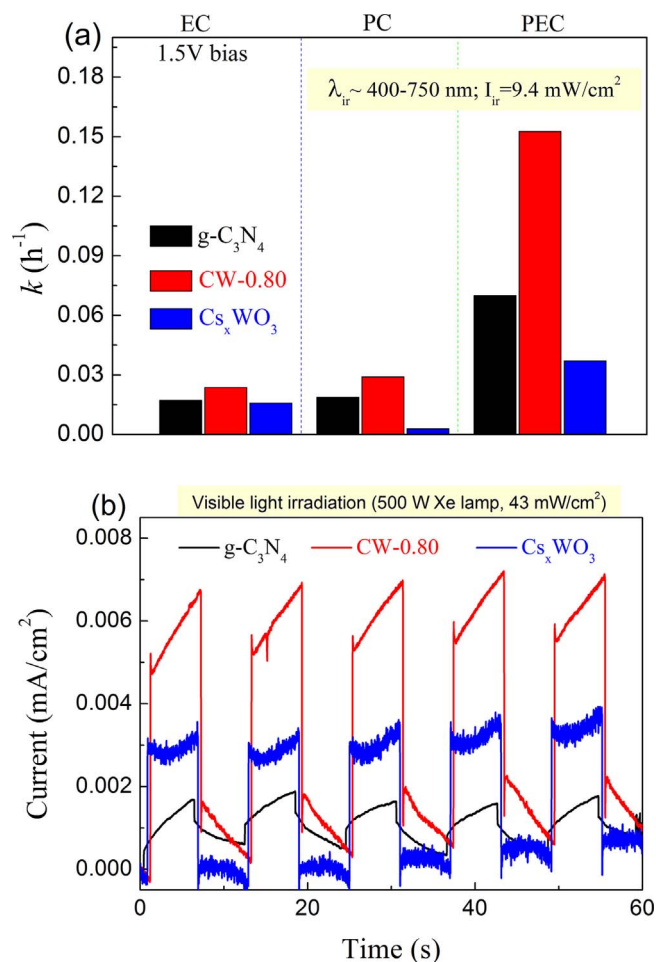 EC PC PEC
(a)
1.5V bias
λir~ 400-750 nm; Iir=9.4 mW/cm²
0.18
0.15
0.12
0.09
0.06
0.03
0.00
k (h⁻¹)
g-C₃N₄
CW-0.80
CsₓWO₃
(b)
Visible light irradiation (500 W Xe lamp, 43 mW/cm²)
g-C₃N₄ CW-0.80 CsₓWO₃
0.008
0.006
0.004
0.002
0.000
Current (mA/cm²)
0 20 40 60
Time (s)